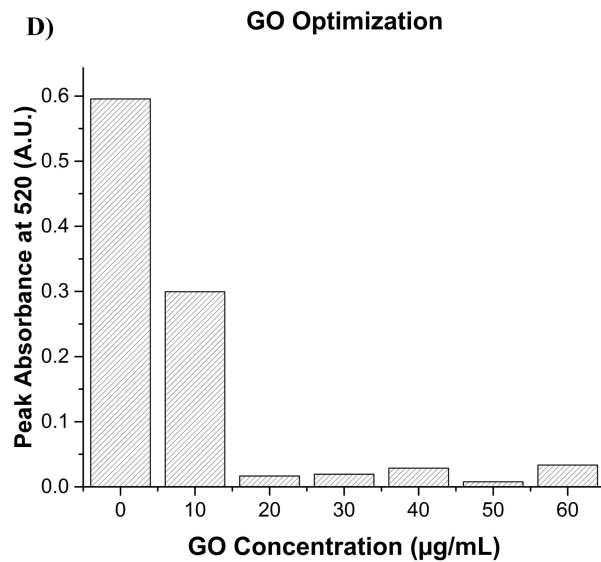 D)
GO Optimization
Peak Absorbance at 520 (A.U.)
0.6
0.5
0.4
0.3
0.2
0.1
0.0
0 10 20 30 40 50 60
GO Concentration (µg/mL)